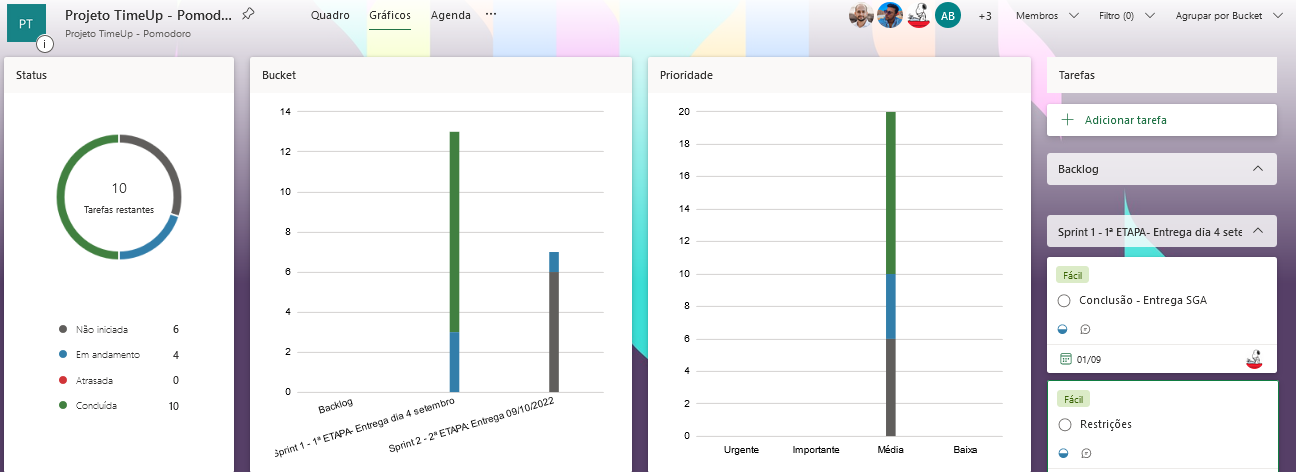 PT
Projeto TimeUp - Pomod...
Projeto TimeUp - Pomodoro
Quadro
Gráficos
Agenda
AB
+3
Membros
Filtro (0)
Agrupar por Bucket
Status
10
Tarefas restantes
Não iniciada 6
Em andamento 4
Atrasada 0
Concluída 10
Bucket
14
12
10
8
6
4
2
0
Backlog
Sprint 1 - 1ª ETAPA- Entrega dia 4 setembro
Sprint 2 - 2ª ETAPA: Entrega 09/10/2022
Prioridade
20
18
16
14
12
10
8
6
4
2
0
Urgente
Importante
Média
Baixa
Tarefas
Adicionar tarefa
Backlog
Sprint 1 - 1ª ETAPA- Entrega dia 4 sete
Fácil
Conclusão - Entrega SGA
01/09
Fácil
Restrições